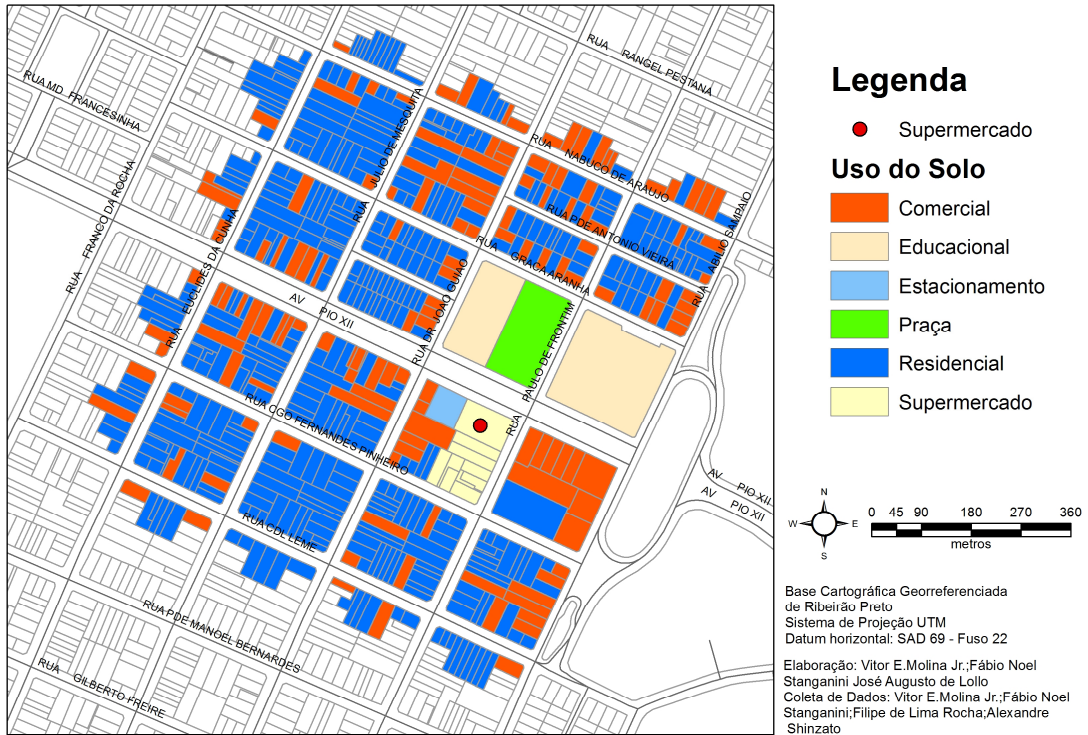 RUA RANGEL PESTANA
RUA MD FRANCESINHA
RUA JULIO DE MESQUITA
RUA NABUCO DE ARAUJO
RUA FRANCO DA ROCHA
RUA EUCLIDES DA CUNHA
RUA PDE ANTONIO VIEIRA
RUA ABILIO SAMPAIO
RUA GRACA ARANHA
AV PIO XII
RUA DR. JOAO GUIAO
RUA PAULO DE FRONTIM
RUA CGO FERNANDES PINHEIRO
AV PIO XII
AV PIO XII
RUA CDL LEME
RUA PDE MANOEL BERNARDES
RUA GILBERTO FREIRE
Legenda
Supermercado
Uso do Solo
Comercial
Educacional
Estacionamento
Praça
Residencial
Supermercado
N
W E
S
0 45 90 180 270 360
metros
Base Cartográfica Georreferenciada
de Ribeirão Preto
Sistema de Projeção UTM
Datum horizontal: SAD 69 - Fuso 22
Elaboração: Vitor E.Molina Jr.;Fábio Noel
Stanganini José Augusto de Lollo
Coleta de Dados: Vitor E.Molina Jr.;Fábio Noel
Stanganini;Filipe de Lima Rocha;Alexandre
Shinzato